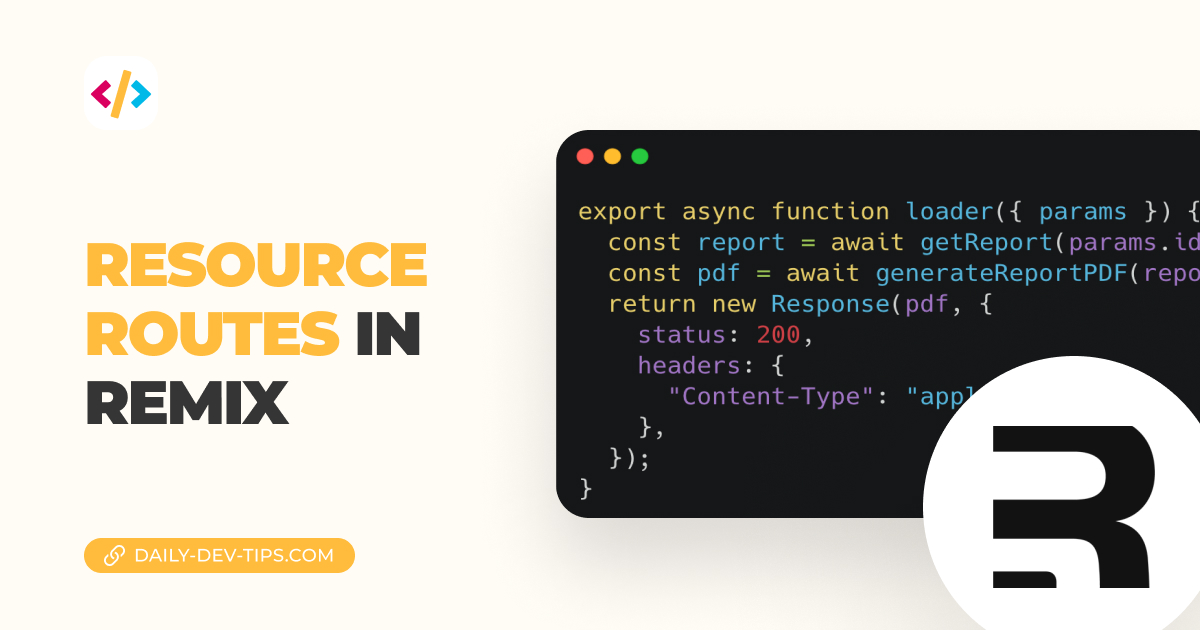 RESOURCE
ROUTES IN
REMIX
DAILY-DEV-TIPS.COM
export async function loader({ params }) {
  const report = await getReport(params.id
  const pdf = await generateReportPDF(repo
  return new Response(pdf, {
    status: 200,
    headers: {
      "Content-Type": "appl
    },
  });
}